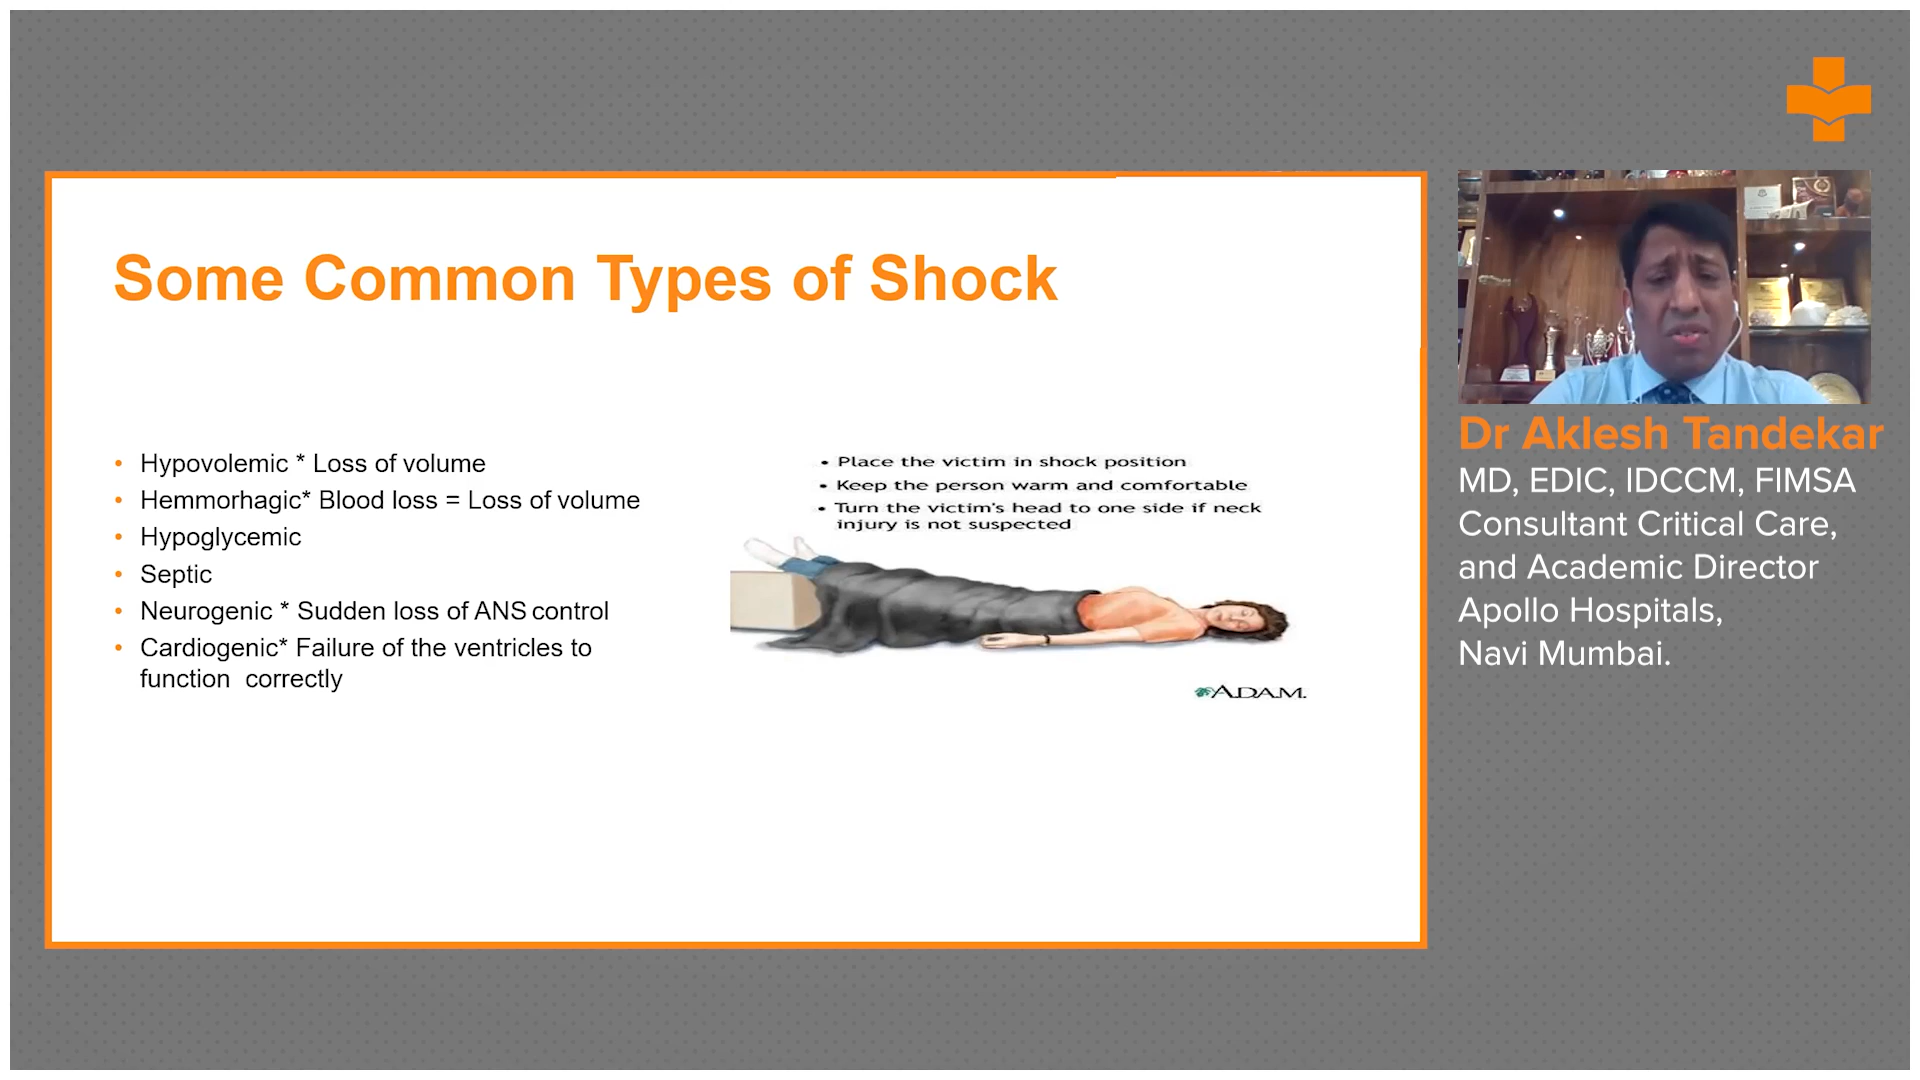 Some Common Types of Shock
• Hypovolemic * Loss of volume
• Hemmorhagic* Blood loss = Loss of volume
• Hypoglycemic
• Septic
• Neurogenic * Sudden loss of ANS control
• Cardiogenic* Failure of the ventricles to
function correctly
• Place the victim in shock position
• Keep the person warm and comfortable
• Turn the victim's head to one side if neck
injury is not suspected
A.D.A.M.
Dr Aklesh Tandekar
MD, EDIC, IDCCM, FIMSA
Consultant Critical Care,
and Academic Director
Apollo Hospitals,
Navi Mumbai.